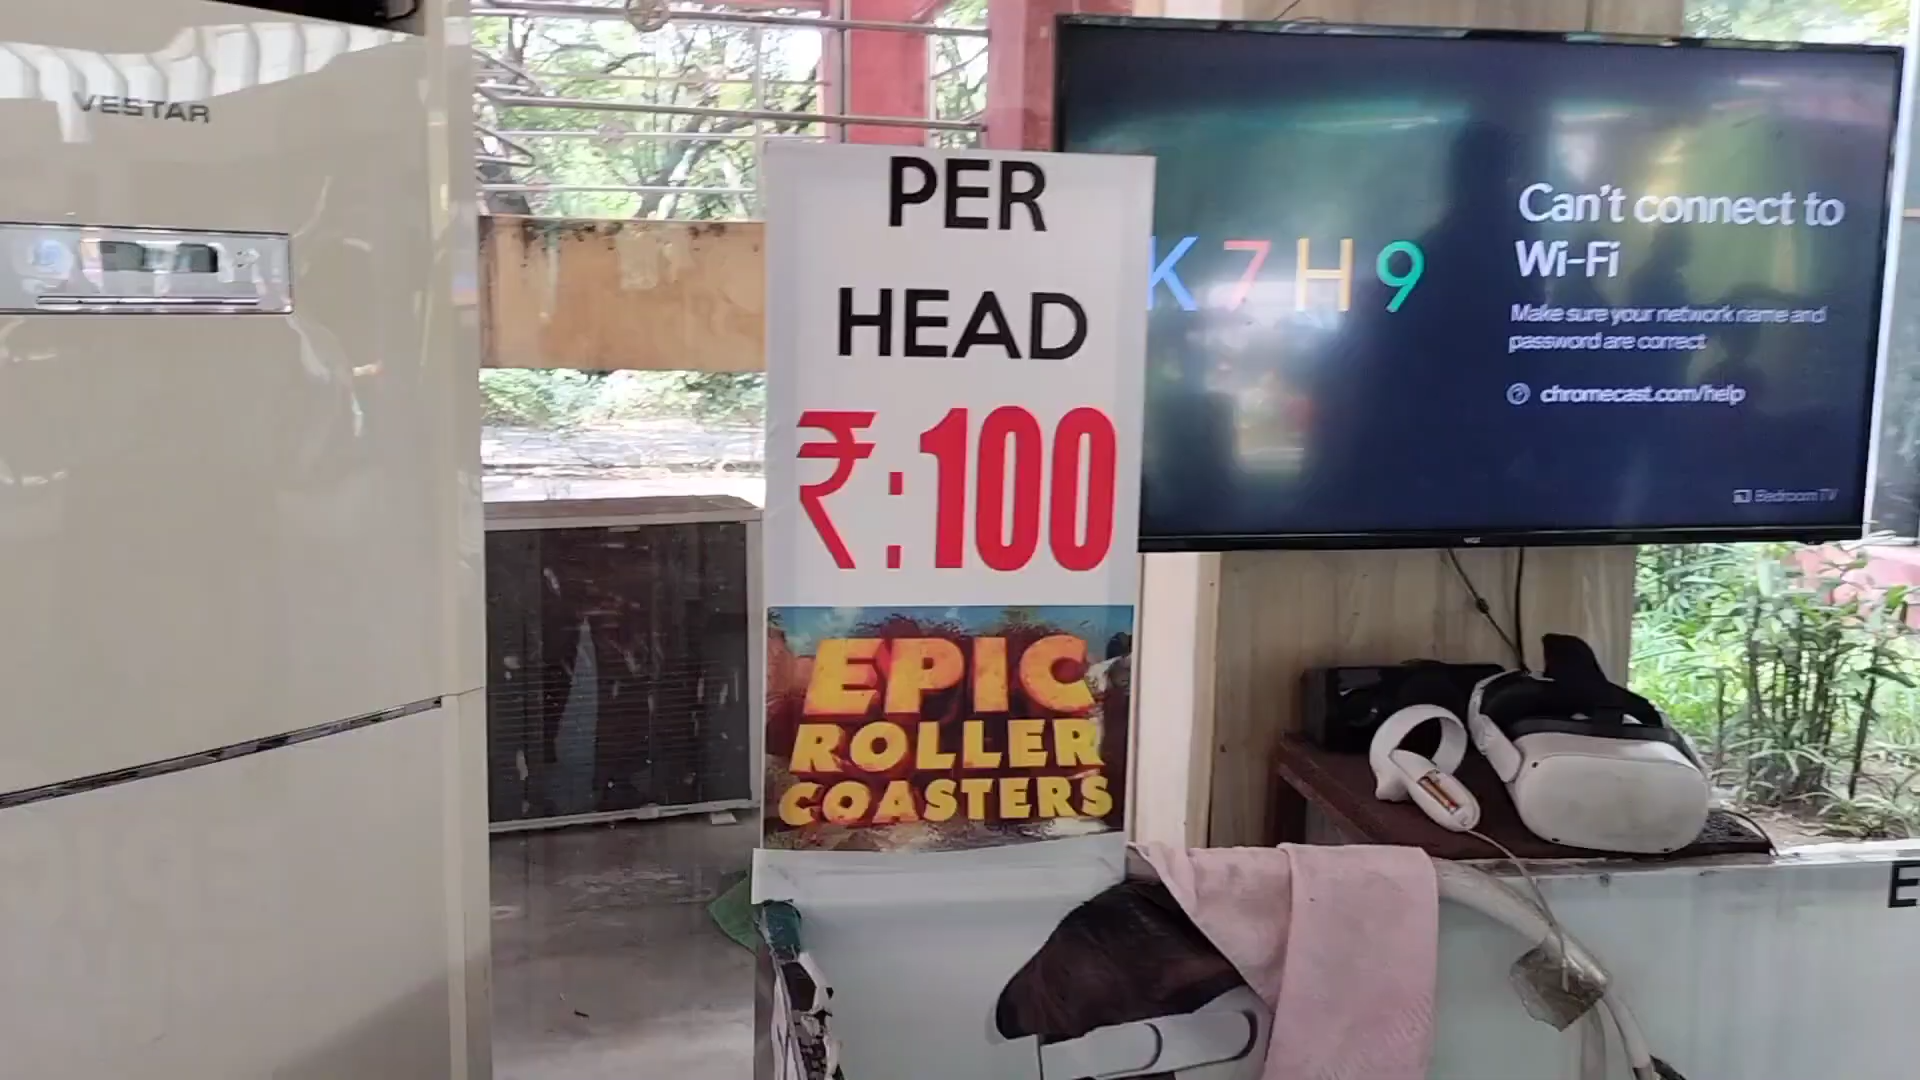 VESTAR
PER
HEAD
₹:100
EPIC
ROLLER
COASTERS
K7H9
Can't connect to
Wi-Fi
Make sure your network name and
password are correct
chromecast.com/help
Bedroom TV
E